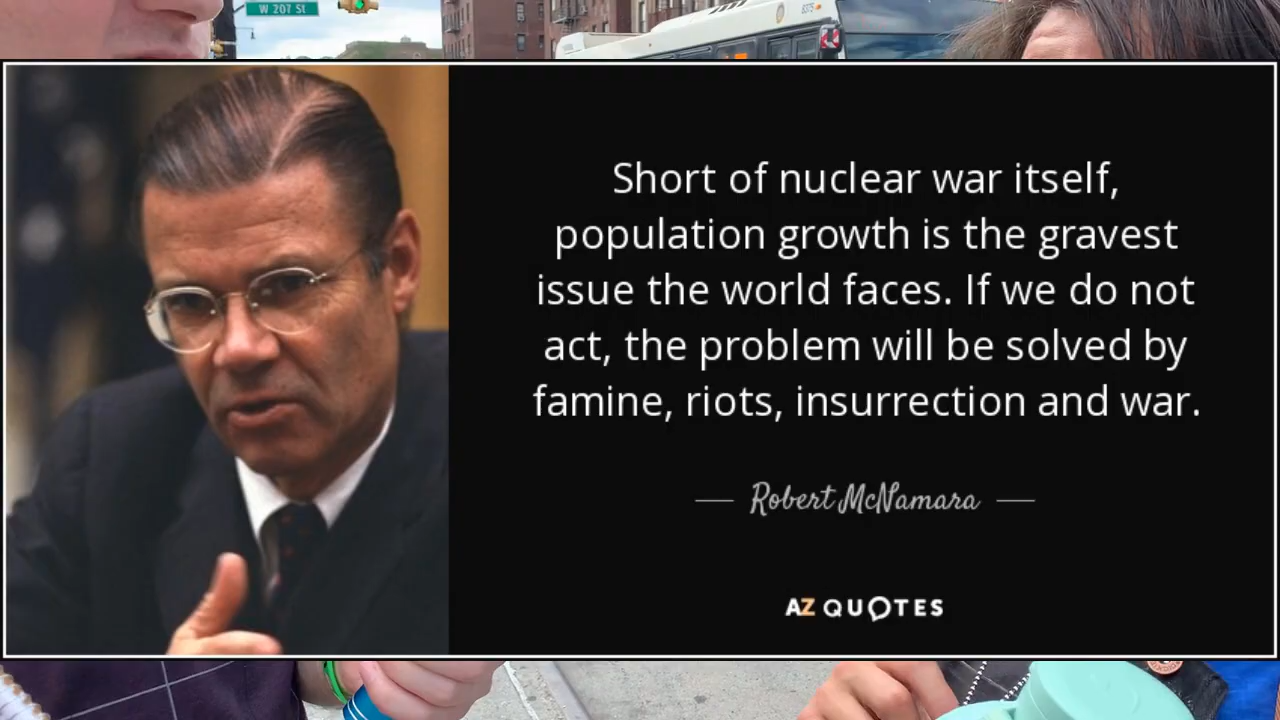 W 207 St
8375
Short of nuclear war itself,
population growth is the gravest
issue the world faces. If we do not
act, the problem will be solved by
famine, riots, insurrection and war.
Robert McNamara
AZ QUOTES